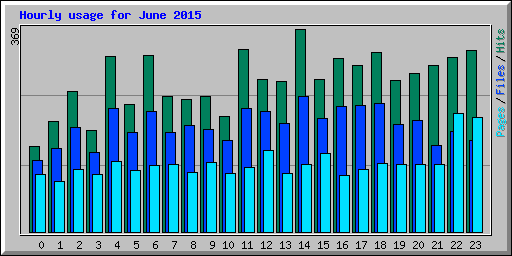 Hourly usage for June 2015
369
Pages/Files/Hits
0 1 2 3 4 5 6 7 8 9 10 11 12 13 14 15 16 17 18 19 20 21 22 23